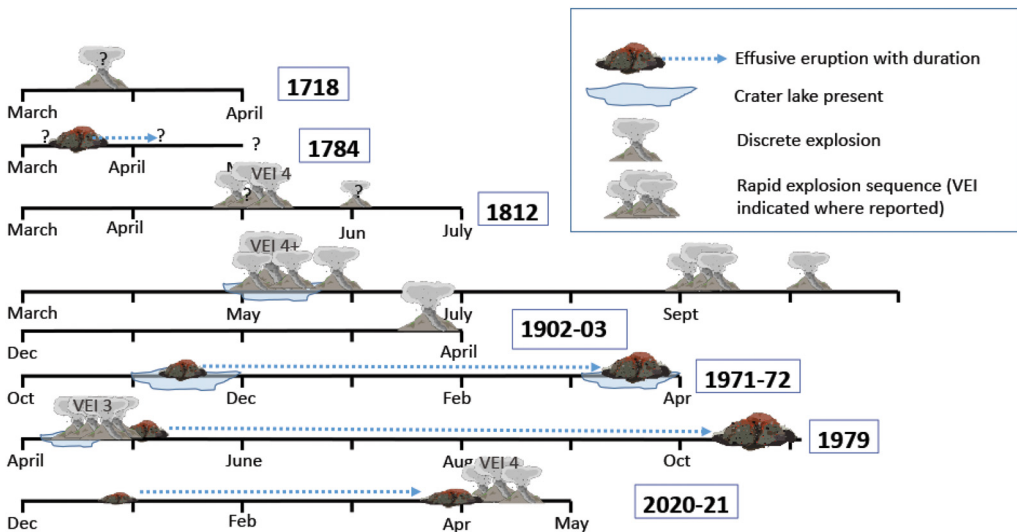 ?
March
April
1718
Effusive eruption with duration
Crater lake present
Discrete explosion
Rapid explosion sequence (VEI
indicated where reported)
? ? ?
March
April
1784
VEI 4
? ?
March
April
Jun
July
1812
VEI 4+
March
May
July
Sept
Dec
April
1902-03
Oct
Dec
Feb
Apr
1971-72
VEI 3
April
June
Aug
Oct
1979
VEI 4
Dec
Feb
Apr
May
2020-21